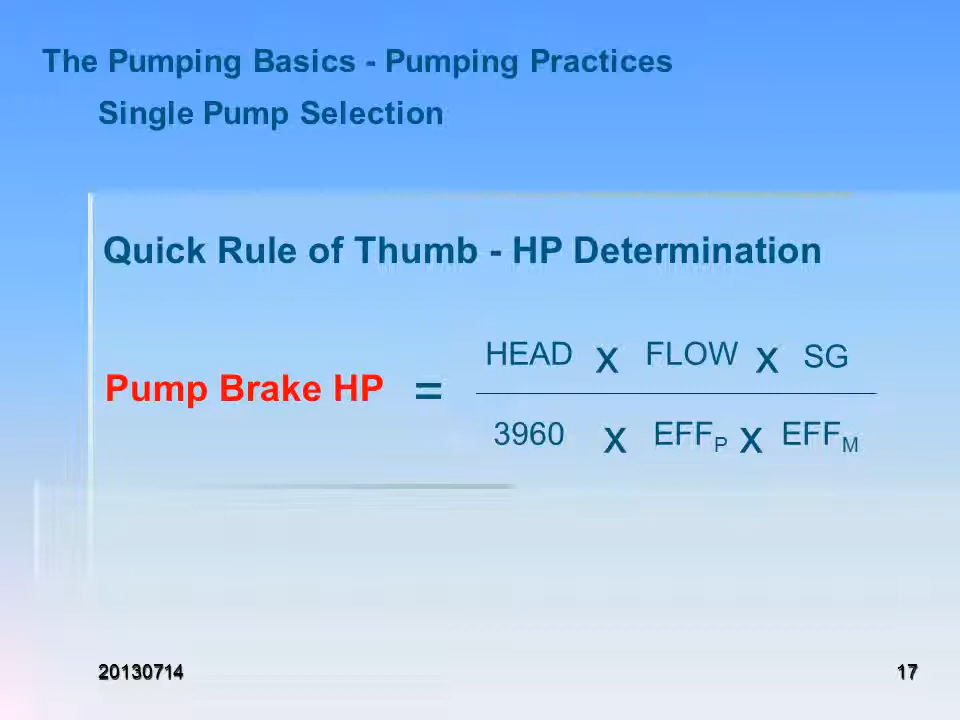 The Pumping Basics - Pumping Practices
Single Pump Selection
Quick Rule of Thumb - HP Determination
Pump Brake HP = HEAD x FLOW x SG
3960 x EFFP x EFFM
20130714 17